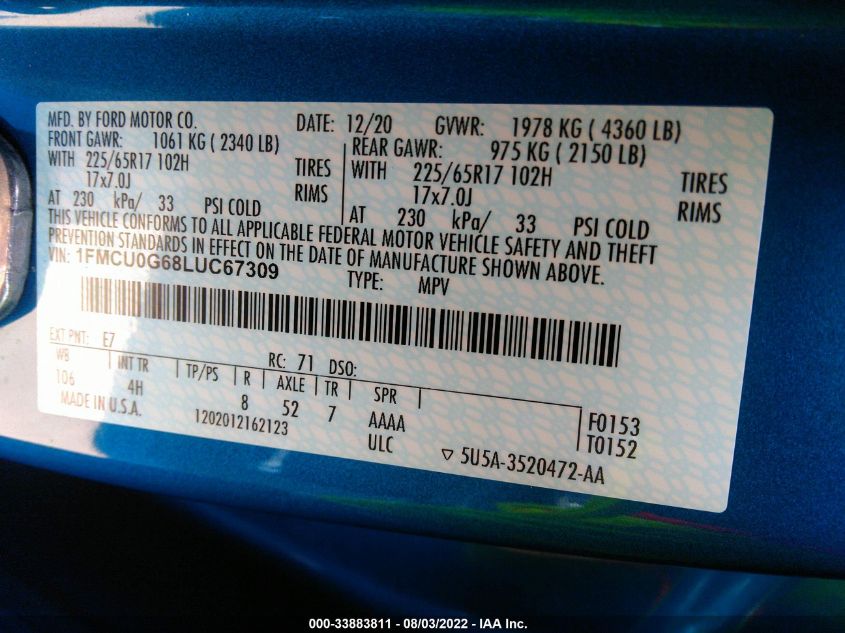 MFD. BY FORD MOTOR CO. DATE: 12/20 GVWR: 1978 KG ( 4360 LB)
FRONT GAWR: 1061 KG ( 2340 LB) REAR GAWR: 975 KG ( 2150 LB)
WITH 225/65R17 102H TIRES WITH 225/65R17 102H TIRES
17x7.0J RIMS 17x7.0J RIMS
AT 230 kPa/ 33 PSI COLD AT 230 kPa/ 33 PSI COLD
THIS VEHICLE CONFORMS TO ALL APPLICABLE FEDERAL MOTOR VEHICLE SAFETY AND THEFT
PREVENTION STANDARDS IN EFFECT ON THE DATE OF MANUFACTURE SHOWN ABOVE.
VIN: 1FMCU0G68LUC67309 TYPE: MPV
EXT PNT: E7 RC: 71 DSO:
WB INT TR TP/PS R AXLE TR SPR
106 4H 8 52 7 AAAA F0153
MADE IN U.S.A. 1202012162123 ULC T0152
▽ 5U5A-3520472-AA
000-33883811 - 08/03/2022 - IAA Inc.